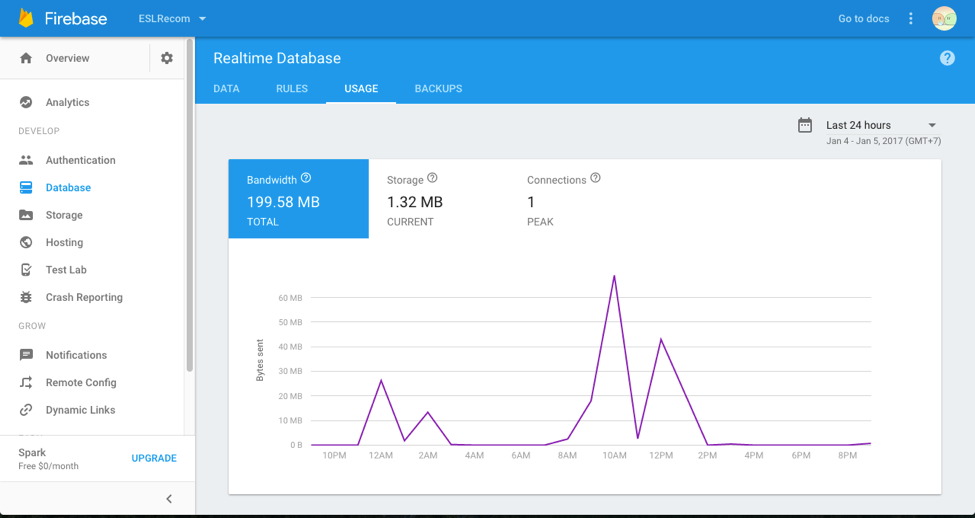 Firebase
ESLRecom
Go to docs
Overview
Analytics
DEVELOP
Authentication
Database
Storage
Hosting
Test Lab
Crash Reporting
GROW
Notifications
Remote Config
Dynamic Links
Spark
Free $0/month
UPGRADE
Realtime Database
DATA RULES USAGE BACKUPS
Last 24 hours
Jan 4 - Jan 5, 2017 (GMT+7)
Bandwidth
199.58 MB
TOTAL
Storage
1.32 MB
CURRENT
Connections
1
PEAK
Bytes sent
60 MB
50 MB
40 MB
30 MB
20 MB
10 MB
0 B
10PM 12AM 2AM 4AM 6AM 8AM 10AM 12PM 2PM 4PM 6PM 8PM